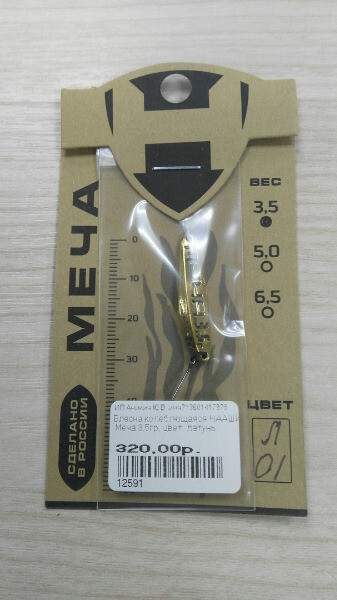 МЕЧА
СДЕЛАНО
В РОССИИ
0
10
20
30
40
ВЕС
3,5
5,0
6,5
ЦВЕТ
Л
01
Блесна колеблющаяся
Меча 3.5гр, цвет: латунь
320,00р.
12591